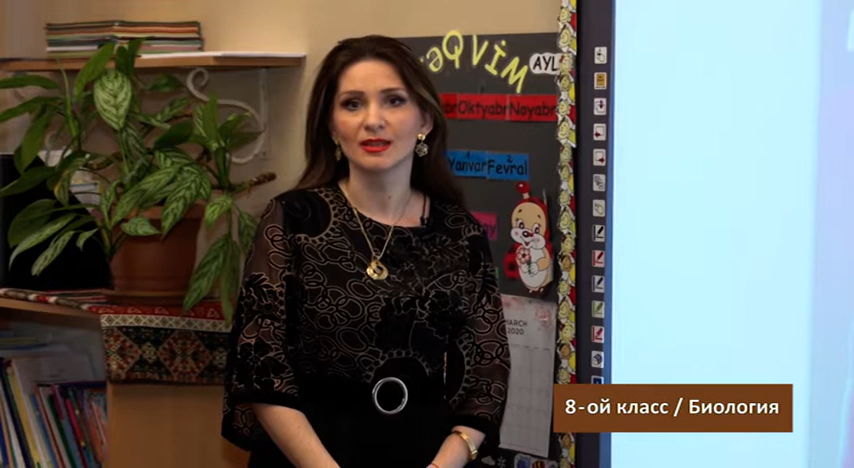 TƏQVİM
AYL
Oktyabr Noyabr
Yanvar Fevral
MARCH
2020
8-ой класс / Биология